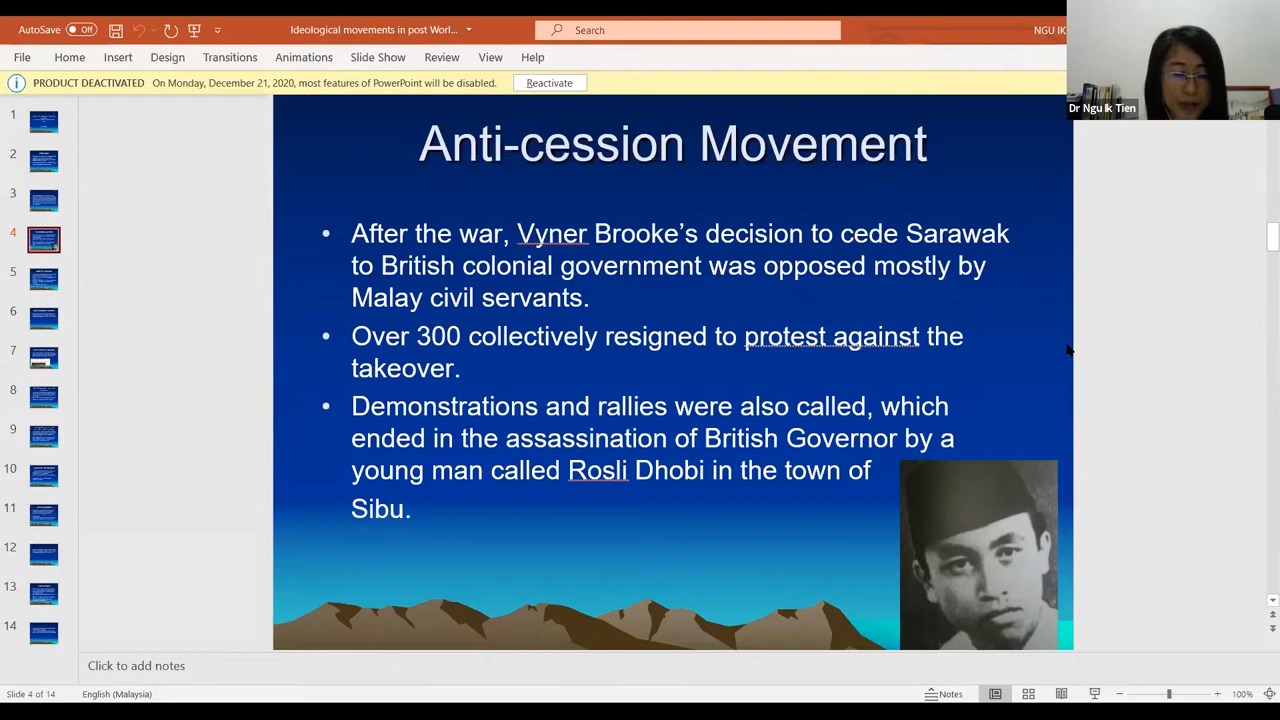 AutoSave Off
Ideological movements in post Worl...
Search
NGU IK
File Home Insert Design Transitions Animations Slide Show Review View Help
PRODUCT DEACTIVATED On Monday, December 21, 2020, most features of PowerPoint will be disabled. Reactivate
Dr Ngu Ik Tien
1
2
3
4
5
6
7
8
9
10
11
12
13
14
Anti-cession Movement
• After the war, Vyner Brooke’s decision to cede Sarawak
to British colonial government was opposed mostly by
Malay civil servants.
• Over 300 collectively resigned to protest against the
takeover.
• Demonstrations and rallies were also called, which
ended in the assassination of British Governor by a
young man called Rosli Dhobi in the town of
Sibu.
Click to add notes
Slide 4 of 14 English (Malaysia) Notes 100%